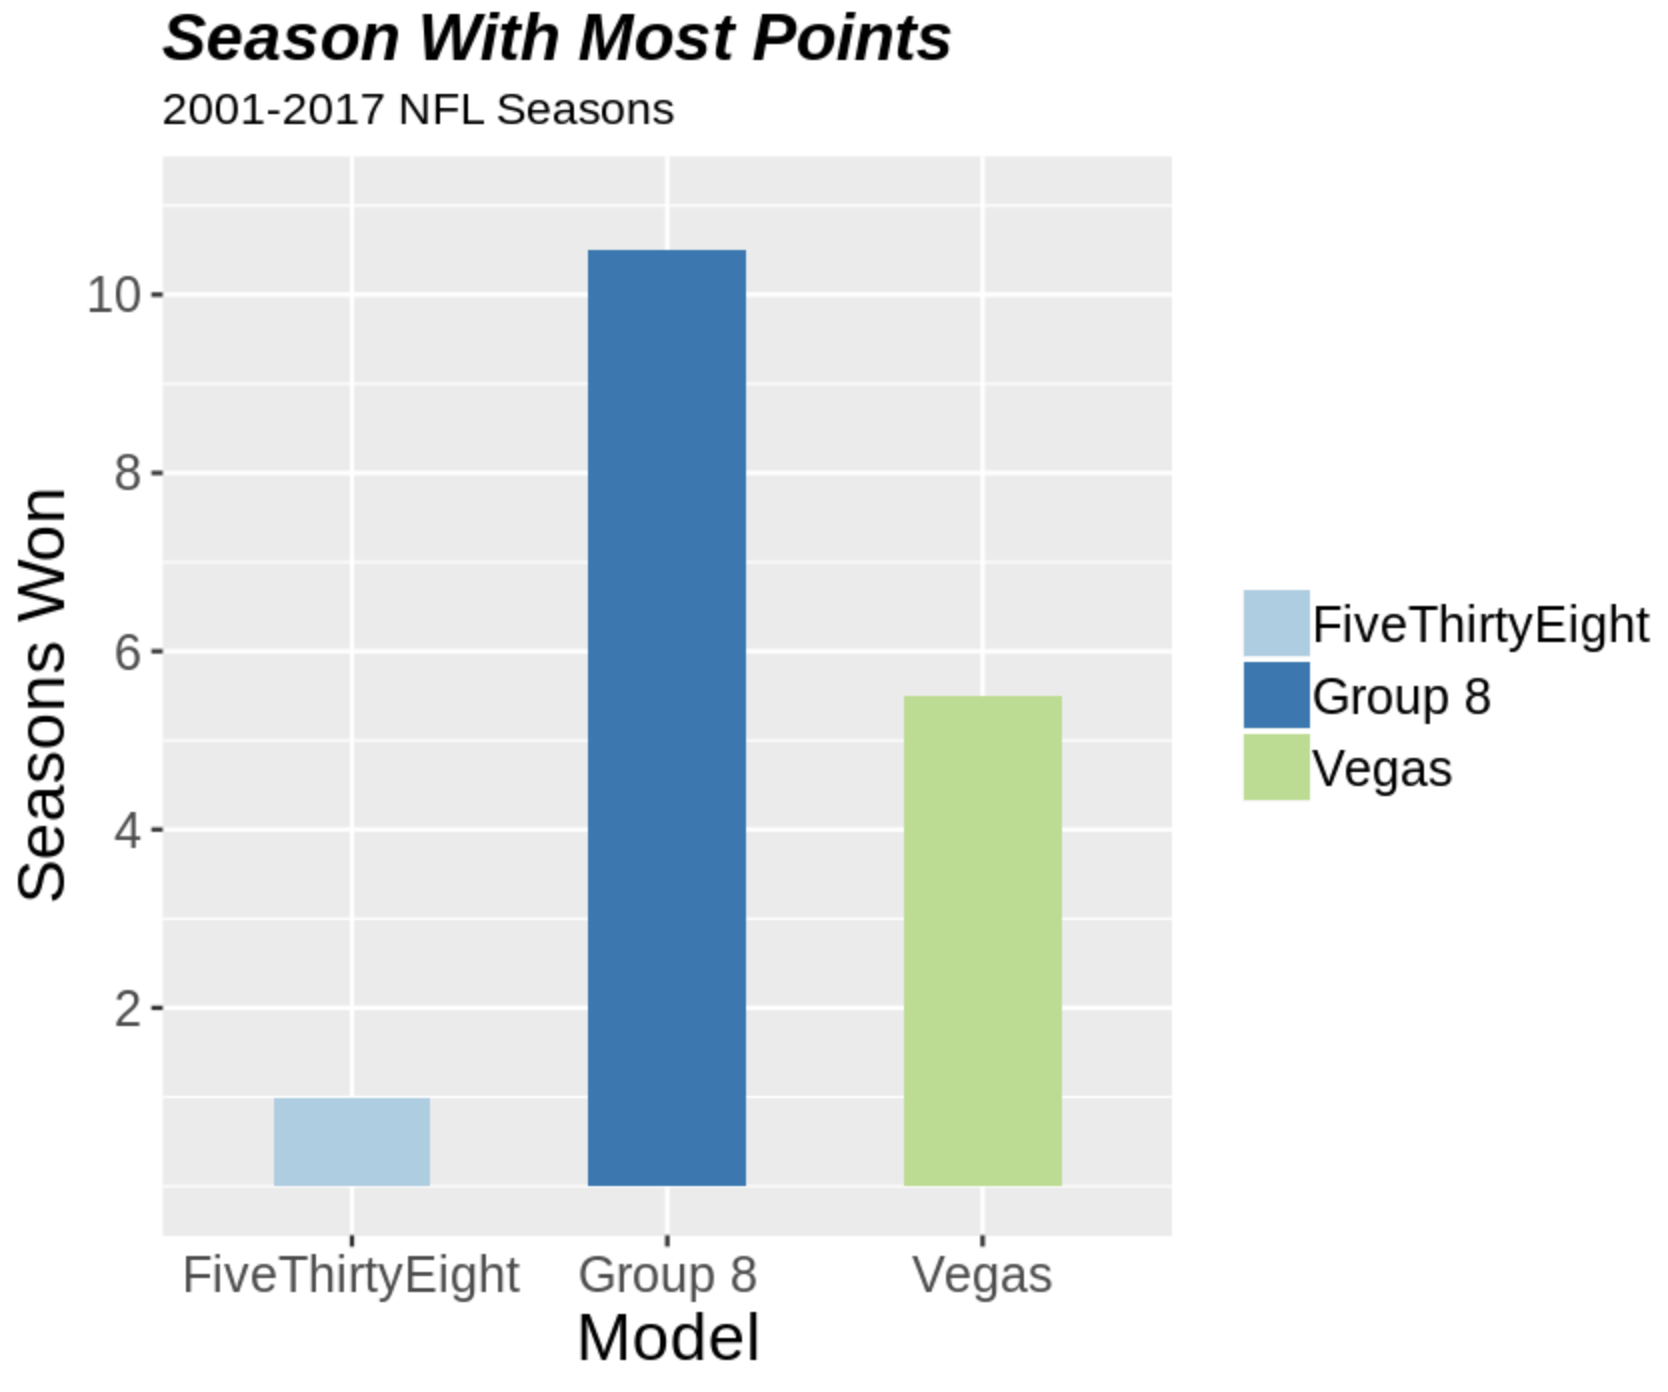 Season With Most Points
2001-2017 NFL Seasons
Seasons Won
10
8
6
4
2
FiveThirtyEight
Group 8
Vegas
Model
FiveThirtyEight
Group 8
Vegas